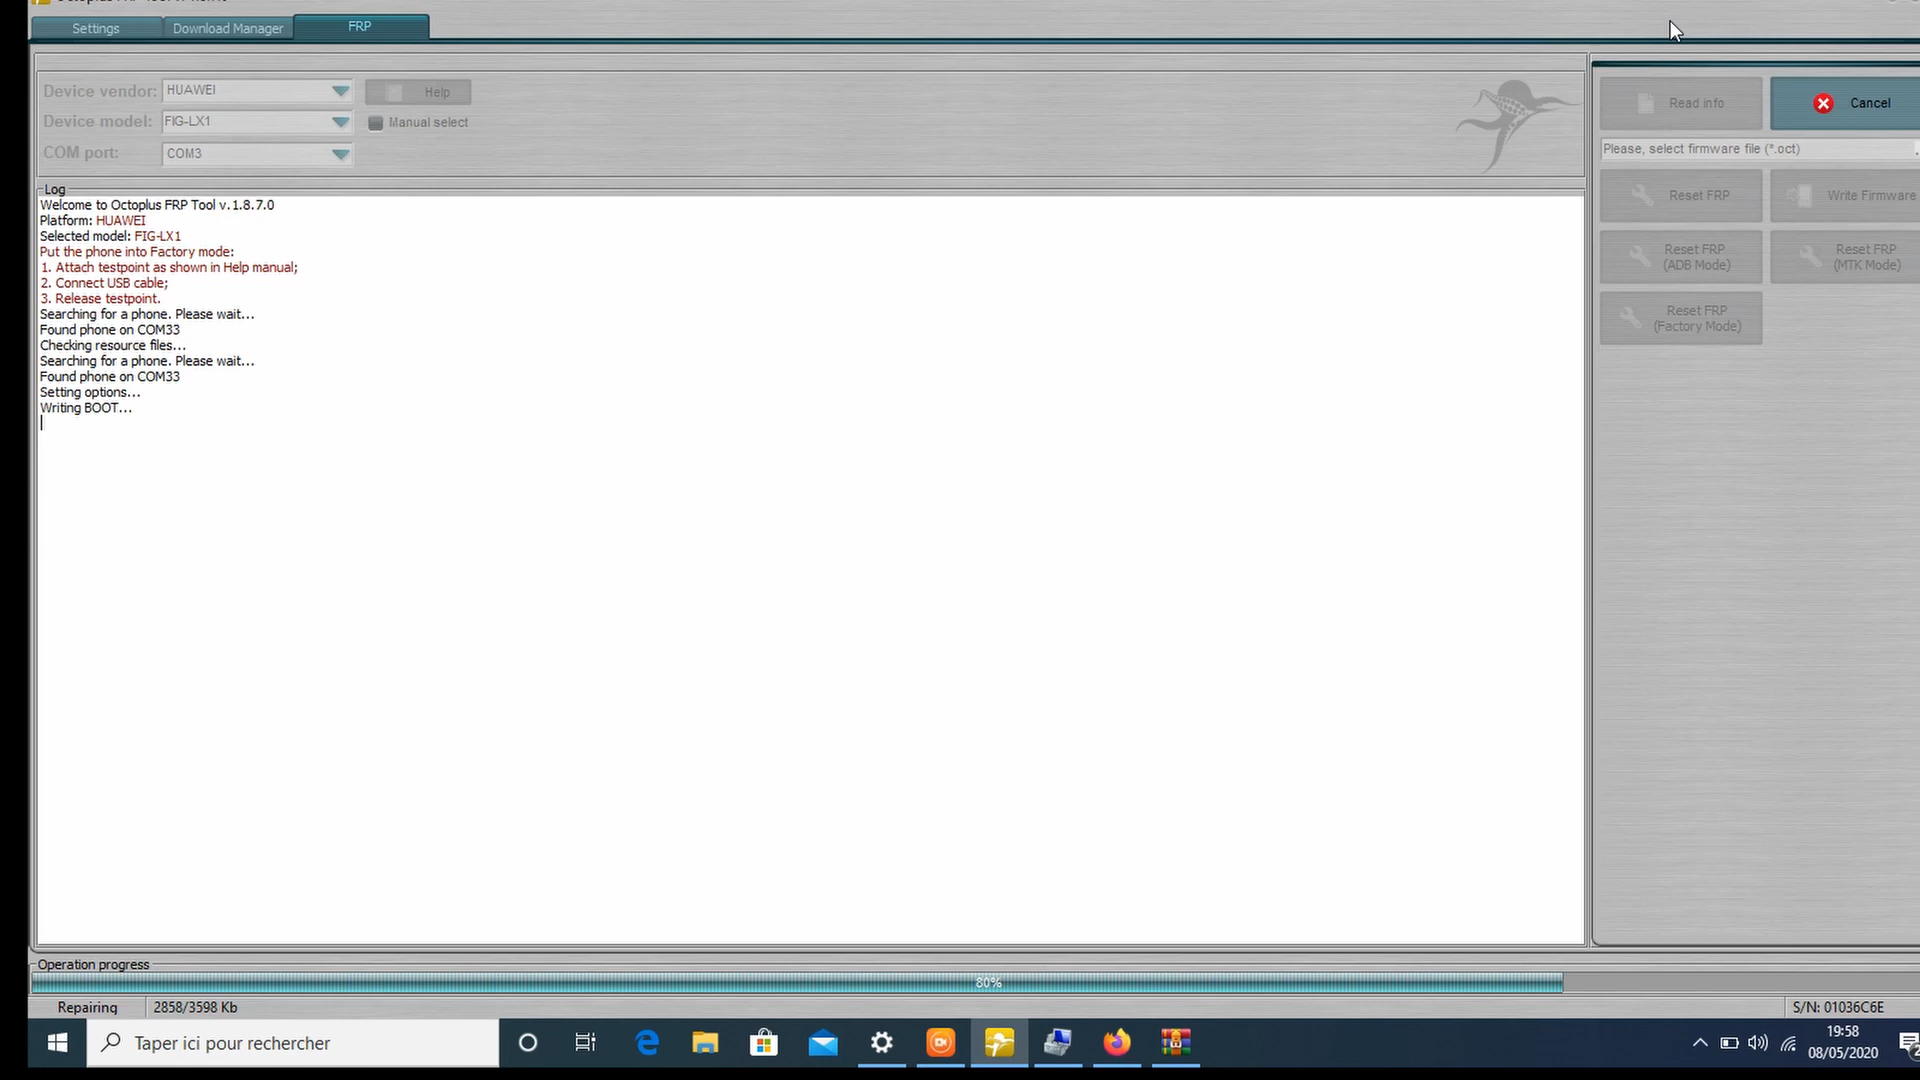 Settings
Download Manager
FRP
Device vendor: HUAWEI
Help
Device model: FIG-LX1
Manual select
COM port: COM3
Read info
Cancel
Please, select firmware file (*.oct)
Reset FRP
Write Firmware
Reset FRP
(ADB Mode)
Reset FRP
(MTK Mode)
Reset FRP
(Factory Mode)
Log
Welcome to Octoplus FRP Tool v.1.8.7.0
Platform: HUAWEI
Selected model: FIG-LX1
Put the phone into Factory mode:
1. Attach testpoint as shown in Help manual;
2. Connect USB cable;
3. Release testpoint.
Searching for a phone. Please wait...
Found phone on COM33
Checking resource files...
Searching for a phone. Please wait...
Found phone on COM33
Setting options...
Writing BOOT...
Operation progress
80%
Repairing
2858/3598 Kb
S/N: 01036C6E
Taper ici pour rechercher
19:58
08/05/2020